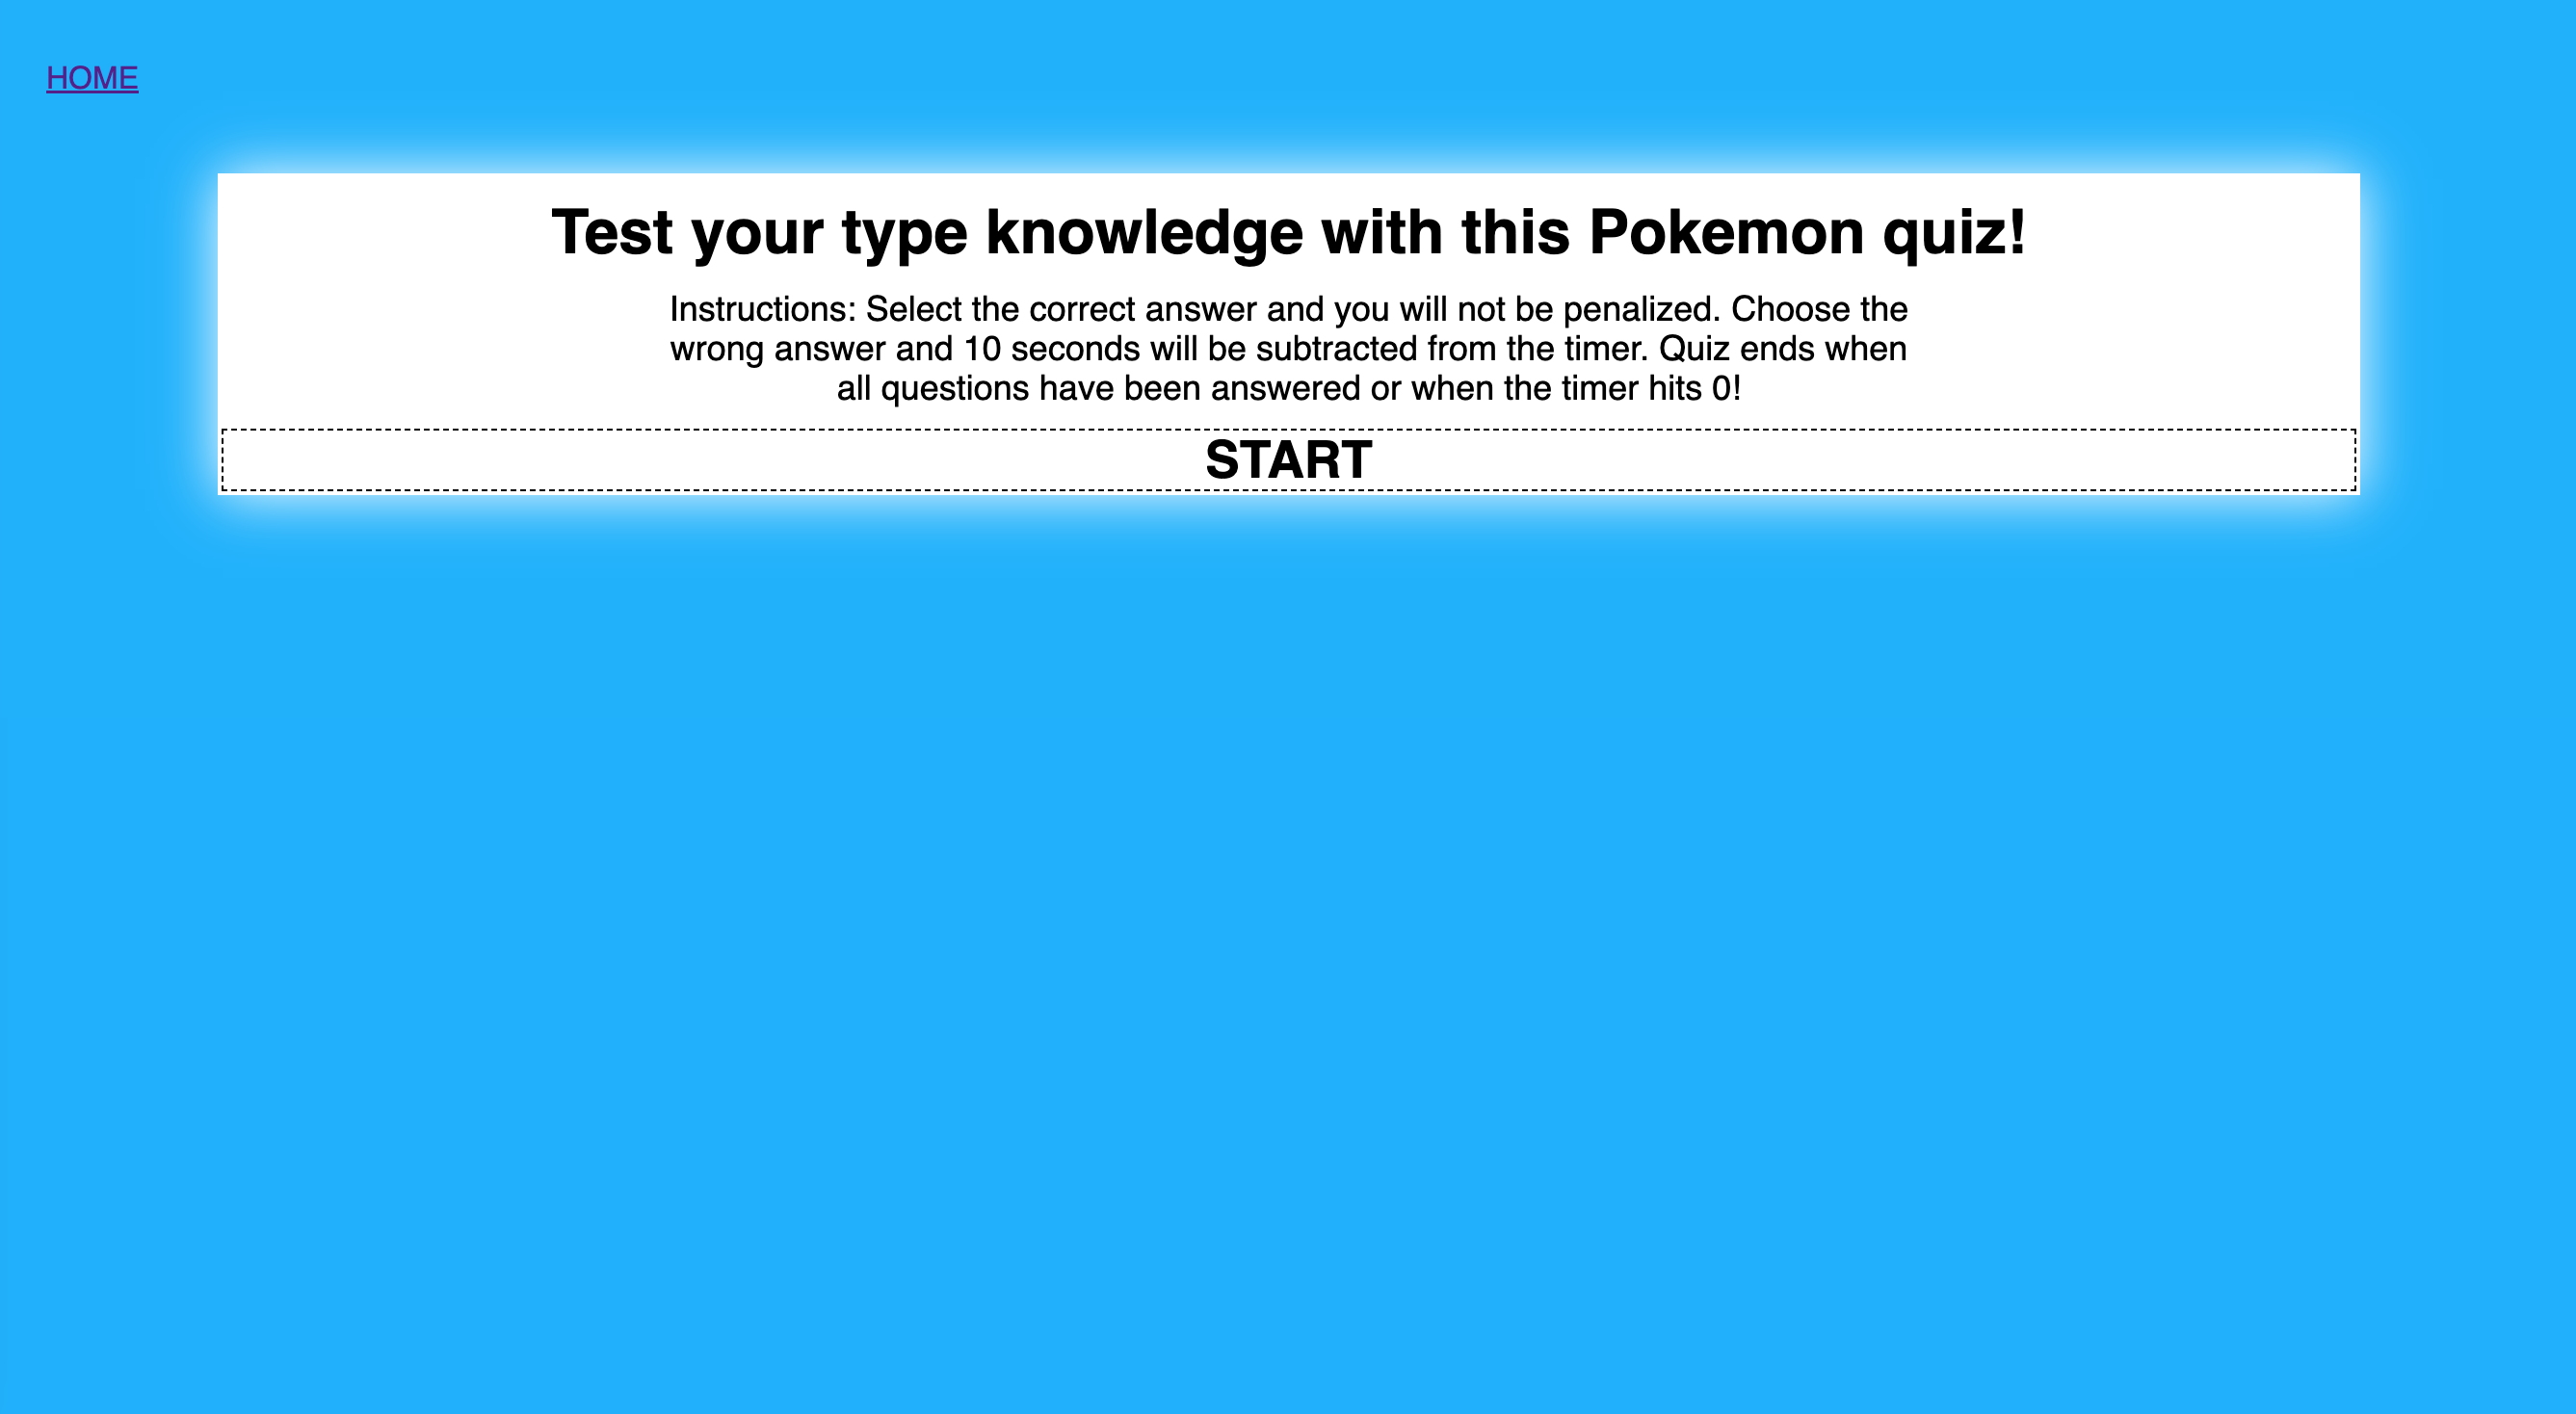 HOME
Test your type knowledge with this Pokemon quiz!
Instructions: Select the correct answer and you will not be penalized. Choose the
wrong answer and 10 seconds will be subtracted from the timer. Quiz ends when
all questions have been answered or when the timer hits 0!
START